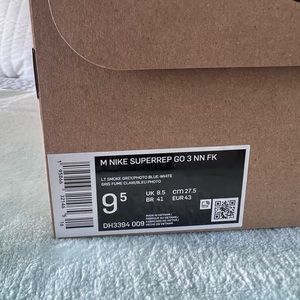 M NIKE SUPERREP GO 3 NN FK
LT SMOKE GREY/PHOTO BLUE-WHITE
GRIS FUME CLAIR/BLEU PHOTO
9.5
UK 8.5 cm 27.5
BR 41 EUR 43
DH3394 009